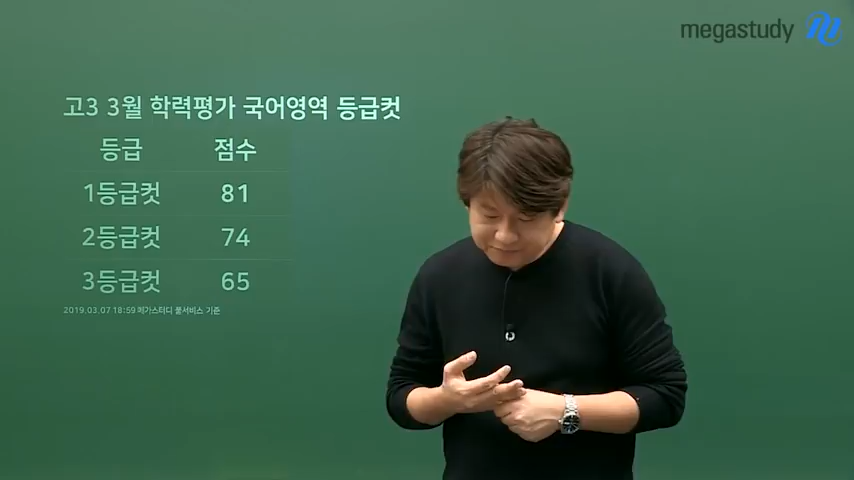 megastudy
고3 3월 학력평가 국어영역 등급컷
등급 점수
1등급컷 81
2등급컷 74
3등급컷 65
2019.03.07 18:59 메가스터디 풀서비스 기준